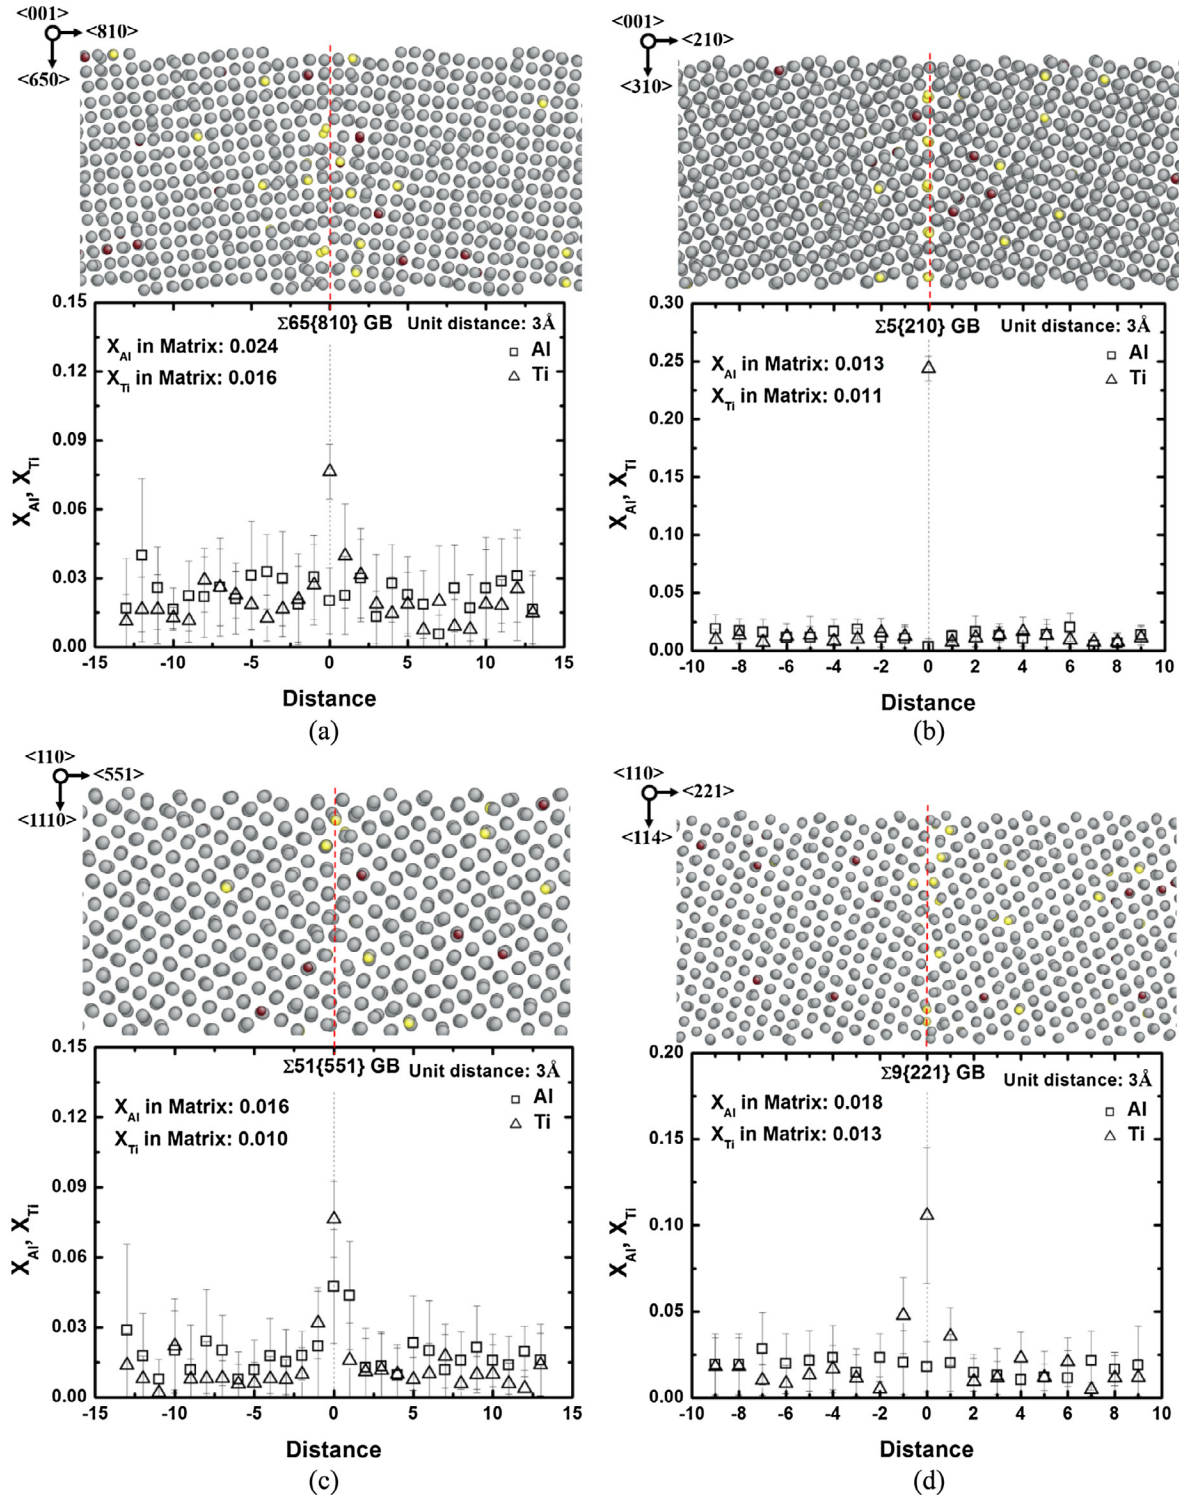 <001>
<810>
<650>
0.15
0.12
0.09
0.06
0.03
0.00
X_Al, X_Ti
Σ65{810} GB Unit distance: 3Å
X_Al in Matrix: 0.024
X_Ti in Matrix: 0.016
Al
Ti
-15 -10 -5 0 5 10 15
Distance
(a)
<001>
<210>
<310>
0.30
0.25
0.20
0.15
0.10
0.05
0.00
X_Al, X_Ti
Σ5{210} GB Unit distance: 3Å
X_Al in Matrix: 0.013
X_Ti in Matrix: 0.011
Al
Ti
-10 -8 -6 -4 -2 0 2 4 6 8 10
Distance
(b)
<110>
<551>
<1110>
0.15
0.12
0.09
0.06
0.03
0.00
X_Al, X_Ti
Σ51{551} GB Unit distance: 3Å
X_Al in Matrix: 0.016
X_Ti in Matrix: 0.010
Al
Ti
-15 -10 -5 0 5 10 15
Distance
(c)
<110>
<221>
<114>
0.20
0.15
0.10
0.05
0.00
X_Al, X_Ti
Σ9{221} GB Unit distance: 3Å
X_Al in Matrix: 0.018
X_Ti in Matrix: 0.013
Al
Ti
-10 -8 -6 -4 -2 0 2 4 6 8 10
Distance
(d)